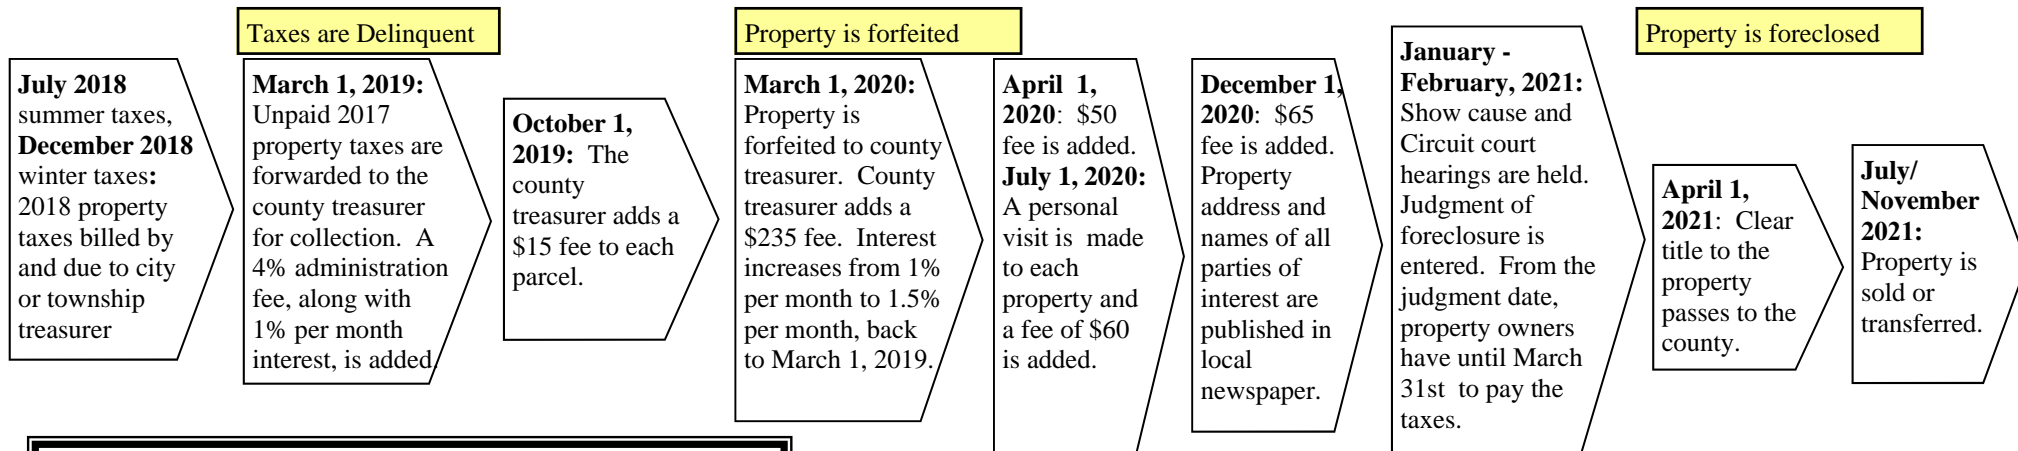 Taxes are Delinquent
Property is forfeited
Property is foreclosed
July 2018
summer taxes,
December 2018
winter taxes:
2018 property
taxes billed by
and due to city
or township
treasurer
March 1, 2019:
Unpaid 2017
property taxes are
forwarded to the
county treasurer
for collection.  A
4% administration
fee, along with
1% per month
interest, is added.
October 1,
2019:  The
county
treasurer adds a
$15 fee to each
parcel.
March 1, 2020:
Property is
forfeited to county
treasurer.  County
treasurer adds a
$235 fee.  Interest
increases from 1%
per month to 1.5%
per month, back
to March 1, 2019.
April  1,
2020:  $50
fee is added.
July 1, 2020:
A personal
visit is  made
to each
property and
a fee of $60
is added.
December 1,
2020:  $65
fee is added.
Property
address and
names of all
parties of
interest are
published in
local
newspaper.
January -
February, 2021:
Show cause and
Circuit court
hearings are held.
Judgment of
foreclosure is
entered.  From the
judgment date,
property owners
have until March
31st  to pay the
taxes.
April 1,
2021:  Clear
title to the
property
passes to the
county.
July/
November
2021:
Property is
sold or
transferred.